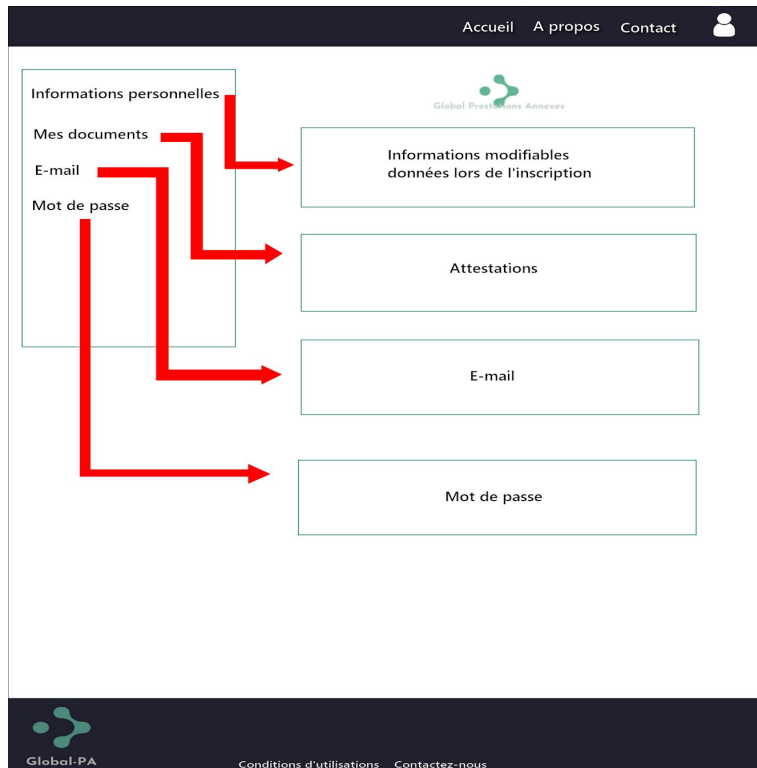 Accueil A propos Contact
Informations personnelles
Mes documents
E-mail
Mot de passe
Global Prestations Annexes
Informations modifiables
données lors de l'inscription
Attestations
E-mail
Mot de passe
Global-PA
Conditions d'utilisations Contactez-nous